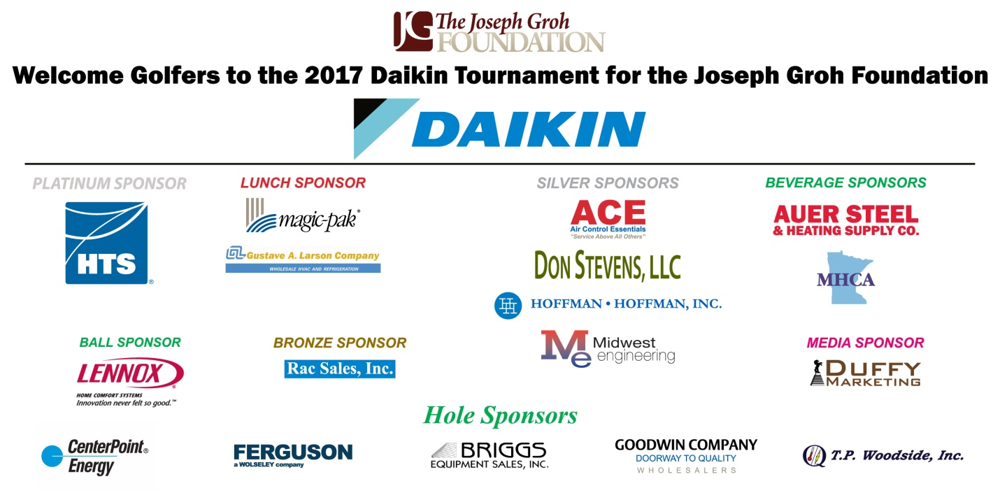 JG The Joseph Groh
FOUNDATION
Welcome Golfers to the 2017 Daikin Tournament for the Joseph Groh Foundation
DAIKIN
PLATINUM SPONSOR
HTS®
LUNCH SPONSOR
magic-pak®
GL Gustave A. Larson Company
WHOLESALE HVAC AND REFRIGERATION
SILVER SPONSORS
ACE
Air Control Essentials
"Service Above All Others"
DON STEVENS, LLC
HH HOFFMAN • HOFFMAN, INC.
Me Midwest
engineering
BEVERAGE SPONSORS
AUER STEEL
& HEATING SUPPLY CO.
MHCA
BALL SPONSOR
LENNOX®
HOME COMFORT SYSTEMS
Innovation never felt so good.™
BRONZE SPONSOR
Rac Sales, Inc.
MEDIA SPONSOR
DUFFY
MARKETING
Hole Sponsors
CenterPoint®
Energy
FERGUSON
a WOLSELEY company
BRIGGS
EQUIPMENT SALES, INC.
GOODWIN COMPANY
DOORWAY TO QUALITY
WHOLESALERS
T.P. Woodside, Inc.